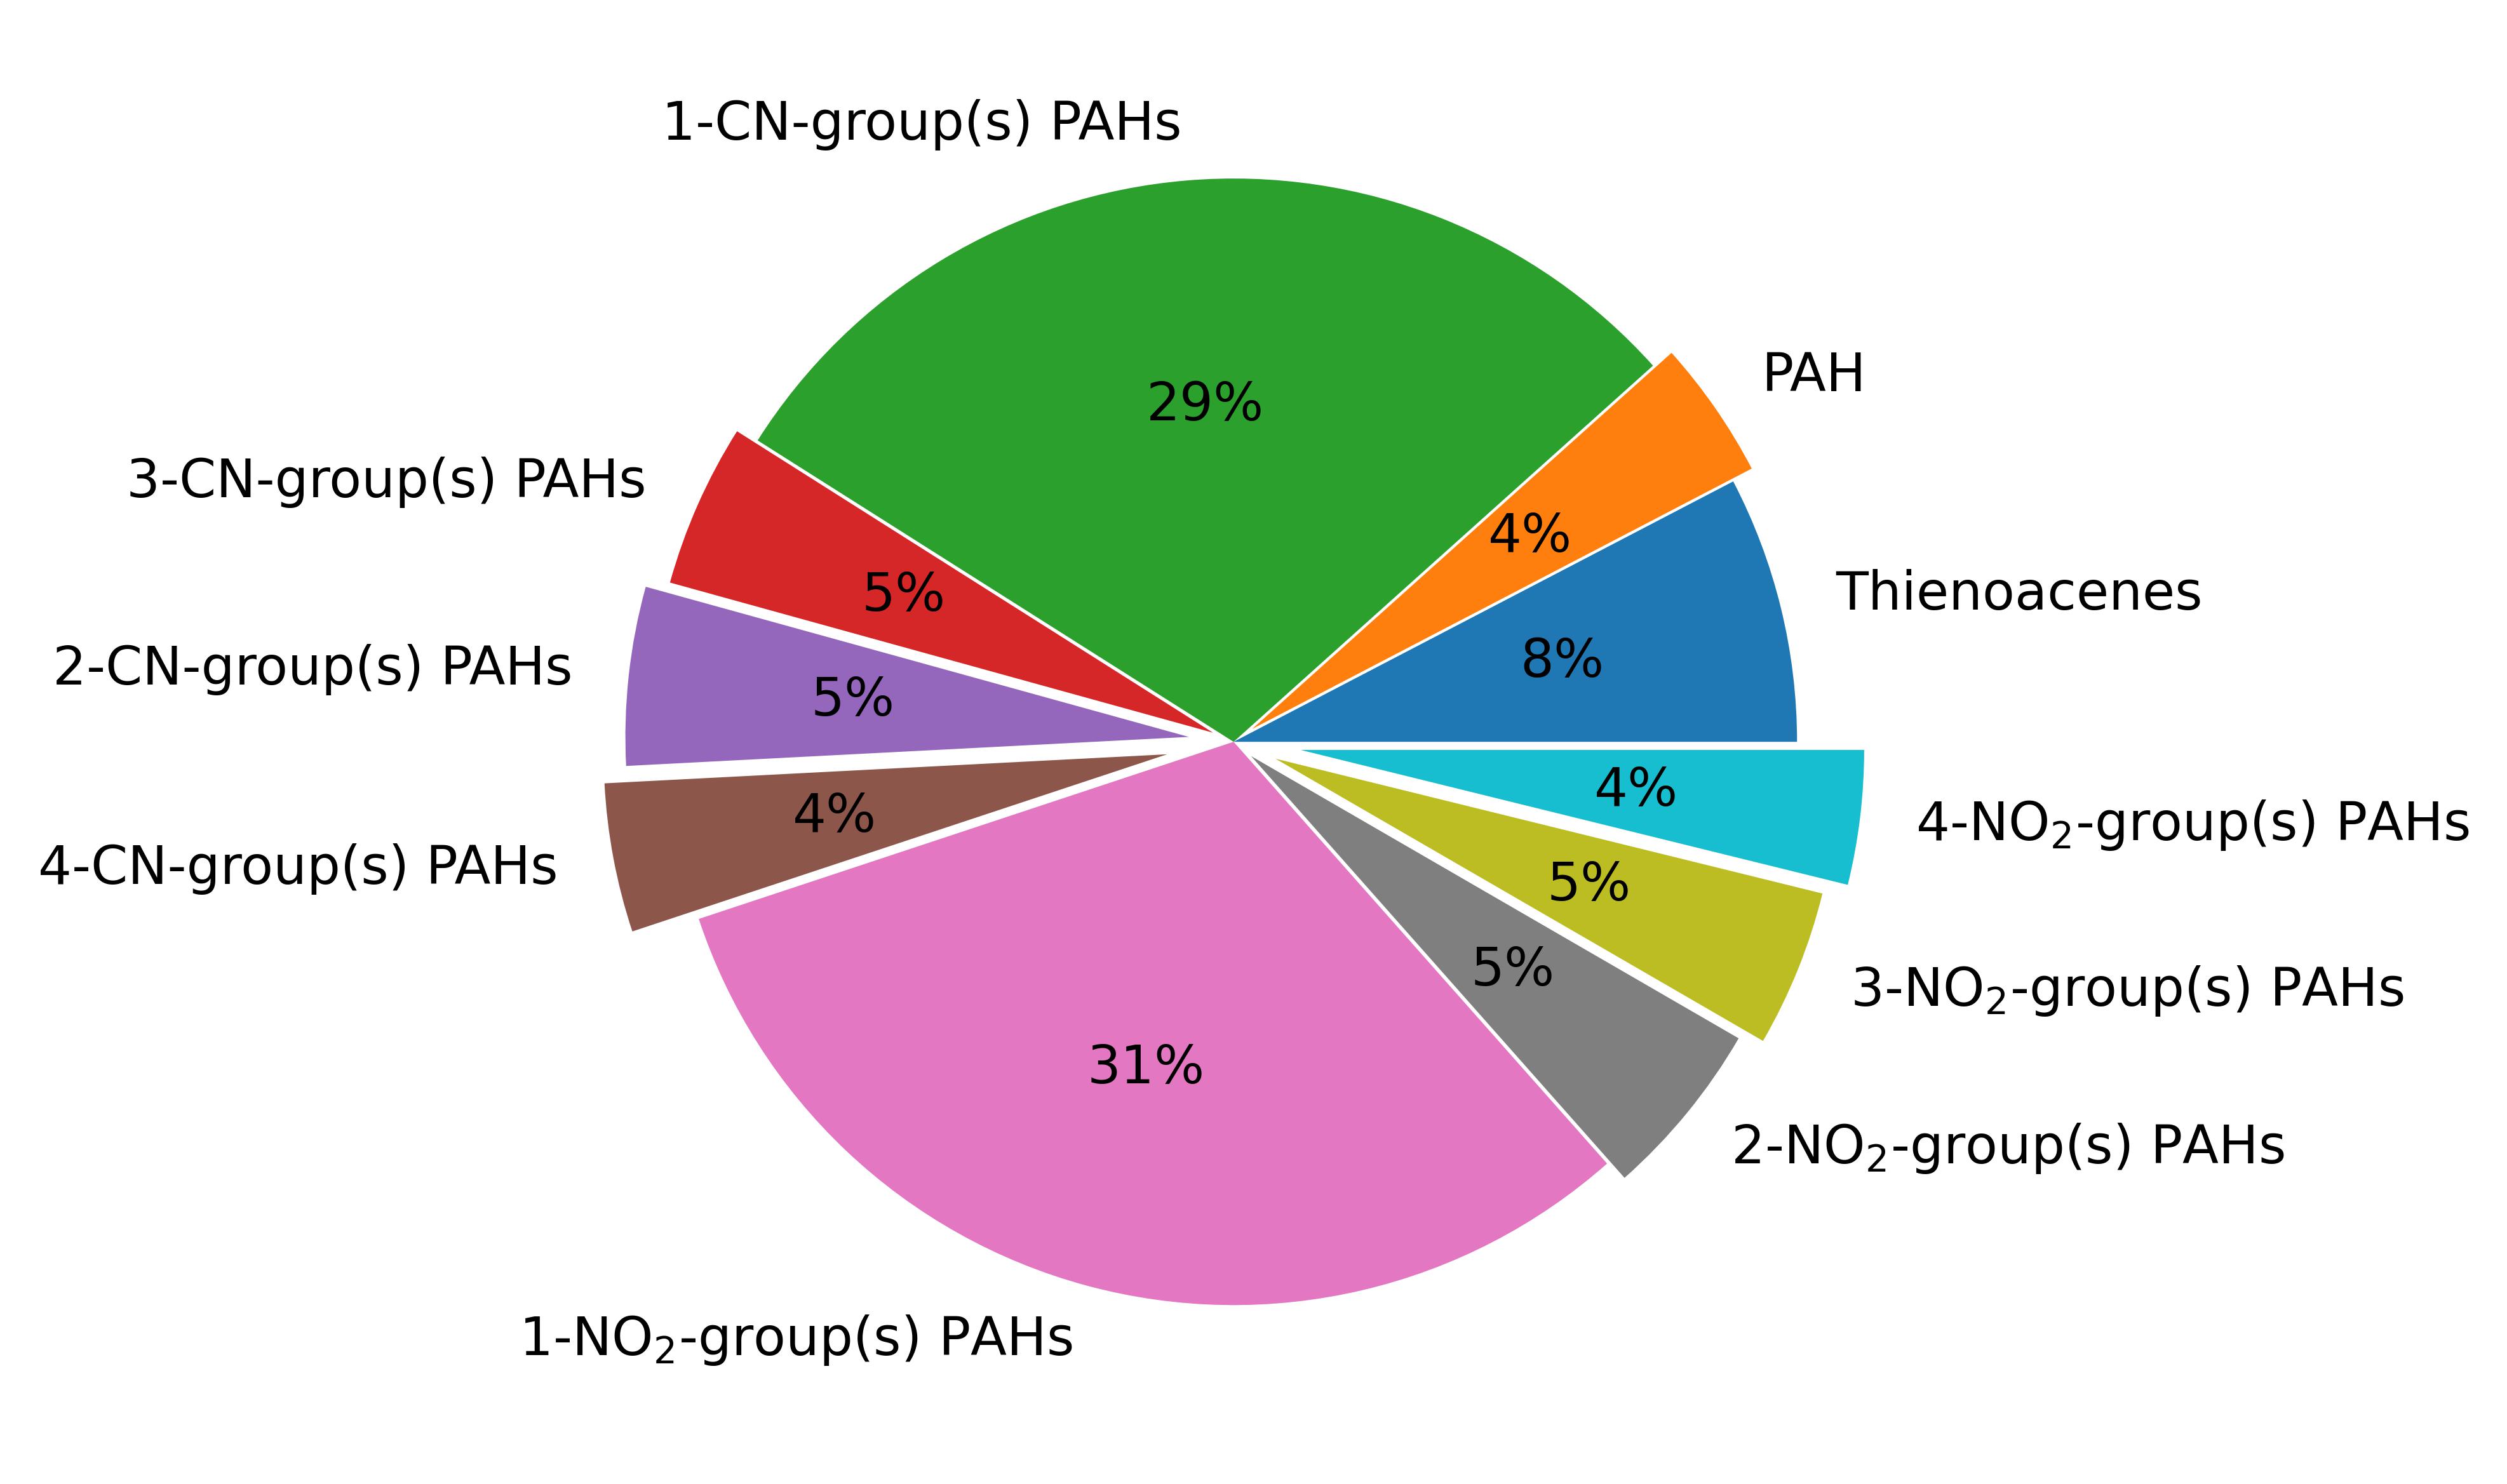 1-CN-group(s) PAHs
29%
PAH
4%
3-CN-group(s) PAHs
5%
Thienoacenes
8%
2-CN-group(s) PAHs
5%
4-CN-group(s) PAHs
4%
4-NO₂-group(s) PAHs
4%
3-NO₂-group(s) PAHs
5%
2-NO₂-group(s) PAHs
5%
1-NO₂-group(s) PAHs
31%